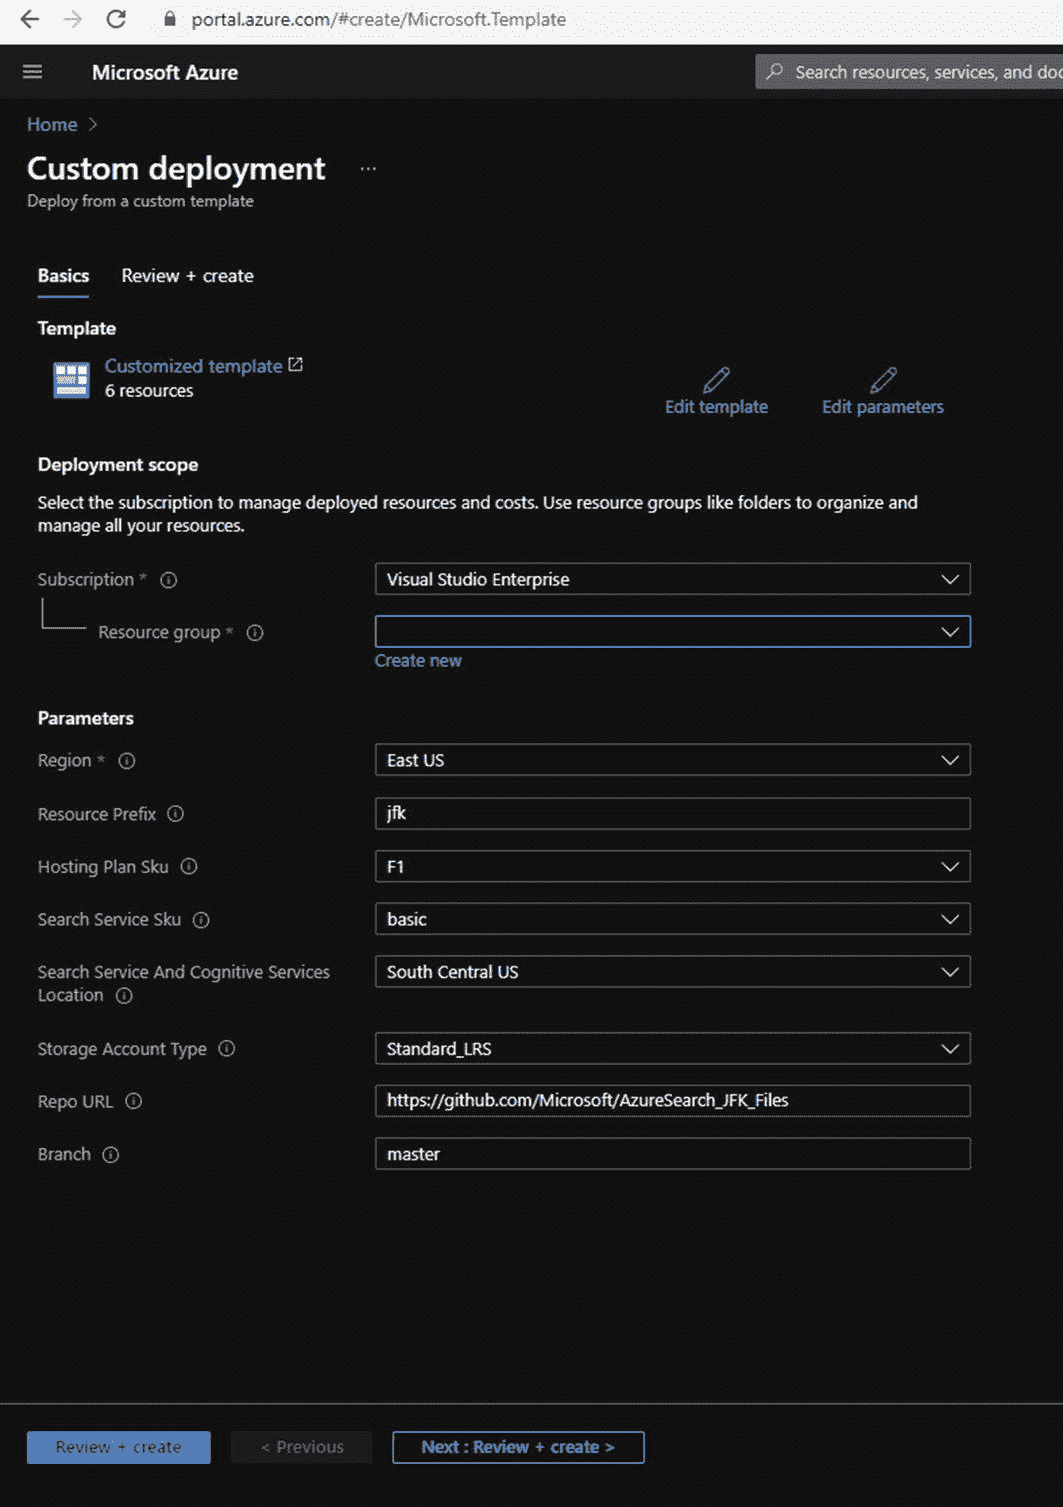 portal.azure.com/#create/Microsoft.Template
Microsoft Azure
Search resources, services, and doc
Home >
Custom deployment ...
Deploy from a custom template
Basics Review + create
Template
Customized template
6 resources
Edit template Edit parameters
Deployment scope
Select the subscription to manage deployed resources and costs. Use resource groups like folders to organize and
manage all your resources.
Subscription * Visual Studio Enterprise
Resource group *
Create new
Parameters
Region * East US
Resource Prefix jfk
Hosting Plan Sku F1
Search Service Sku basic
Search Service And Cognitive Services South Central US
Location
Storage Account Type Standard_LRS
Repo URL https://github.com/Microsoft/AzureSearch_JFK_Files
Branch master
Review + create < Previous Next : Review + create >